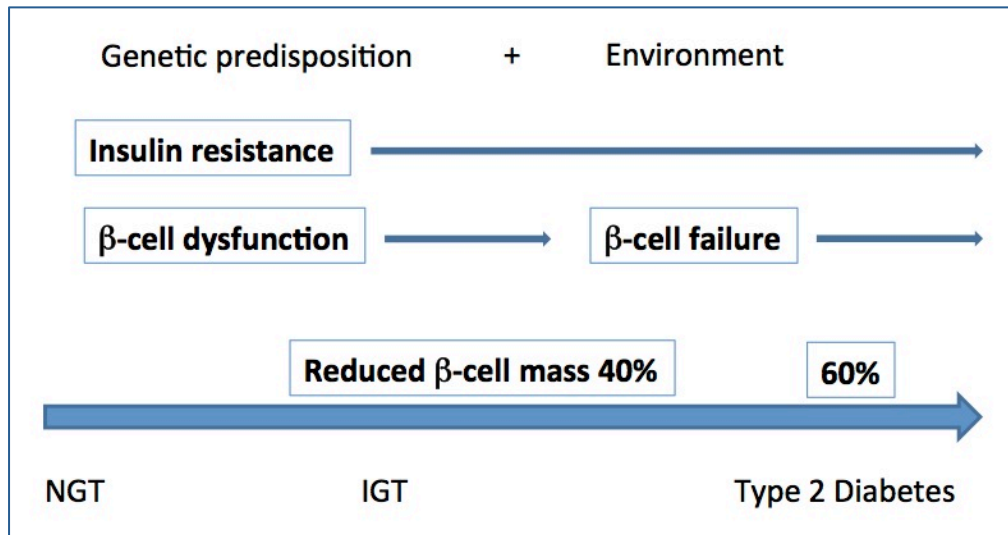 Genetic predisposition + Environment
Insulin resistance
β-cell dysfunction β-cell failure
Reduced β-cell mass 40% 60%
NGT IGT Type 2 Diabetes